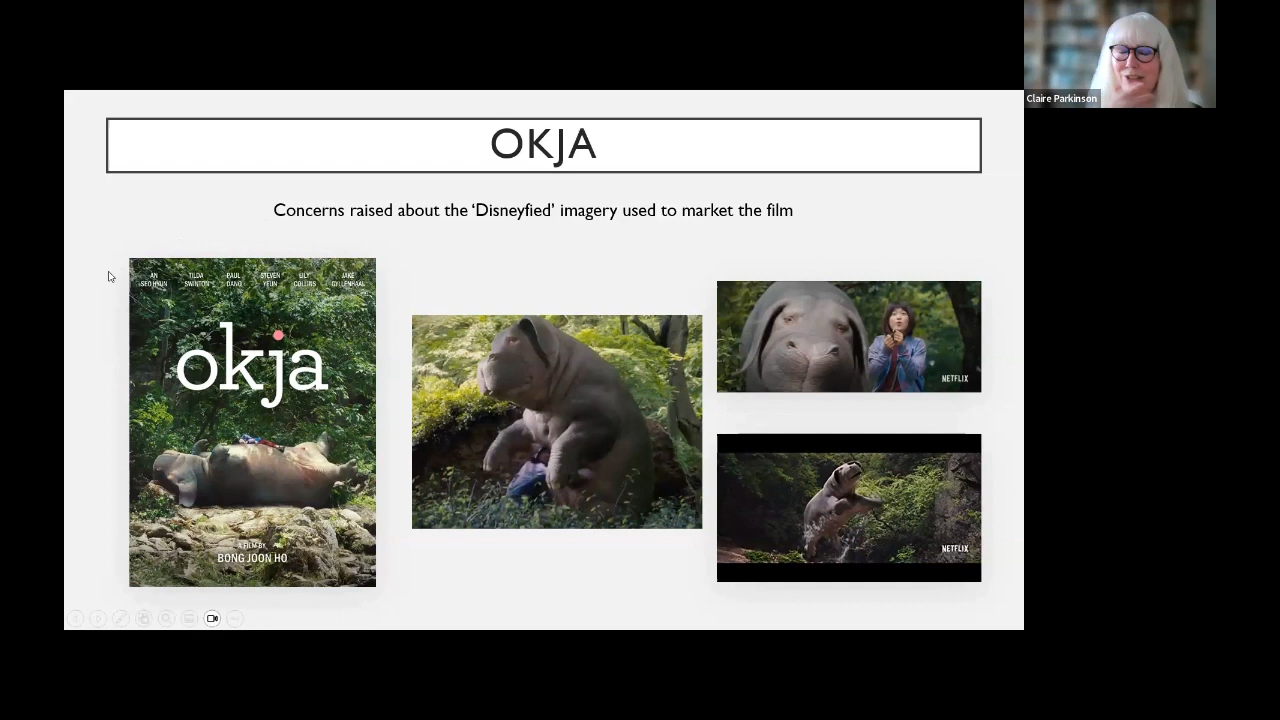 Claire Parkinson
OKJA
Concerns raised about the ‘Disneyfied’ imagery used to market the film
AN SEO HYUN
TILDA SWINTON
PAUL DANO
STEVEN YEUN
LILY COLLINS
JAKE GYLLENHAAL
okja
A FILM BY
BONG JOON HO
NETFLIX
NETFLIX